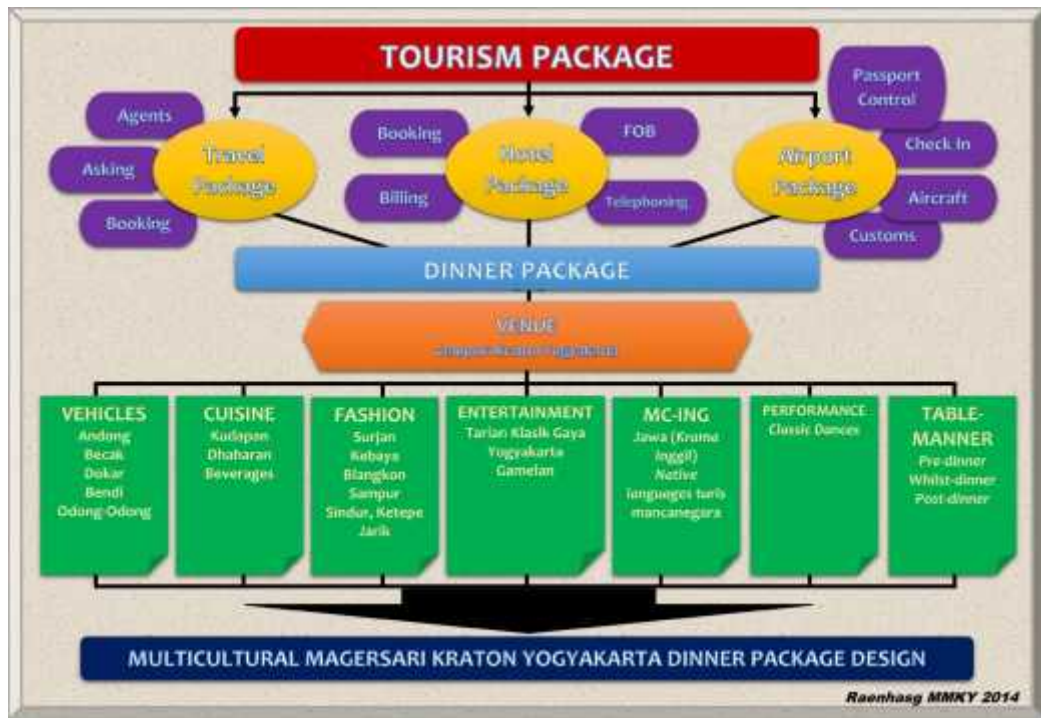 TOURISM PACKAGE
Agents
Asking
Booking
Travel
Package
Booking
Billing
Hotel
Package
FOB
Telephoning
Airport
Package
Passport
Control
Check In
Aircraft
Customs
DINNER PACKAGE
VENUE
Kraton Yogyakarta
VEHICLES
Andong
Becak
Dokar
Bendi
Odong-Odong
CUISINE
Kudapan
Dhaharan
Beverages
FASHION
Surjan
Kebaya
Blangkon
Sampur
Sindur, Ketepe
Jarik
ENTERTAINMENT
Tarian Klasik Gaya
Yogyakarta
Gamelan
MC-ING
Jawa (Krama
Inggil)
Native
langueges turis
mancanegara
PERFORMANCE
Classic Dances
TABLE-
MANNER
Pre-dinner
Whilst-dinner
Post-dinner
MULTICULTURAL MAGERSARI KRATON YOGYAKARTA DINNER PACKAGE DESIGN
Raenhasg MMKY 2014